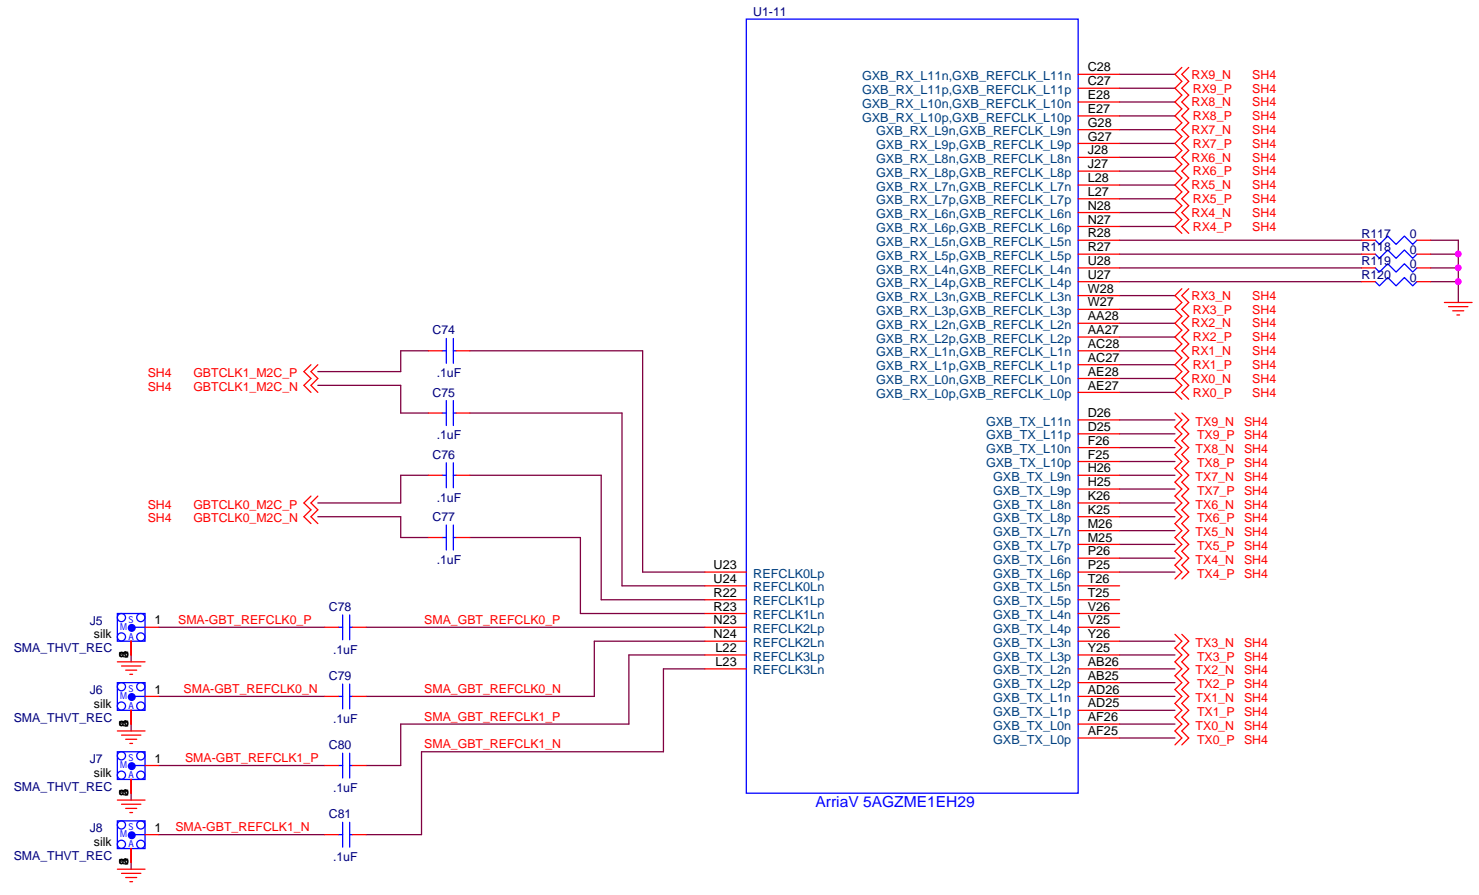 U1-11
GXB_RX_L11n,GXB_REFCLK_L11n C28 RX9_N SH4
GXB_RX_L11p,GXB_REFCLK_L11p C27 RX9_P SH4
GXB_RX_L10n,GXB_REFCLK_L10n E28 RX8_N SH4
GXB_RX_L10p,GXB_REFCLK_L10p E27 RX8_P SH4
GXB_RX_L9n,GXB_REFCLK_L9n G28 RX7_N SH4
GXB_RX_L9p,GXB_REFCLK_L9p G27 RX7_P SH4
GXB_RX_L8n,GXB_REFCLK_L8n J28 RX6_N SH4
GXB_RX_L8p,GXB_REFCLK_L8p J27 RX6_P SH4
GXB_RX_L7n,GXB_REFCLK_L7n L28 RX5_N SH4
GXB_RX_L7p,GXB_REFCLK_L7p L27 RX5_P SH4
GXB_RX_L6n,GXB_REFCLK_L6n N28 RX4_N SH4
GXB_RX_L6p,GXB_REFCLK_L6p N27 RX4_P SH4
GXB_RX_L5n,GXB_REFCLK_L5n R28 R117 0
GXB_RX_L5p,GXB_REFCLK_L5p R27 R118 0
GXB_RX_L4n,GXB_REFCLK_L4n U28 R119 0
GXB_RX_L4p,GXB_REFCLK_L4p U27 R120 0
GXB_RX_L3n,GXB_REFCLK_L3n W28 RX3_N SH4
GXB_RX_L3p,GXB_REFCLK_L3p W27 RX3_P SH4
GXB_RX_L2n,GXB_REFCLK_L2n AA28 RX2_N SH4
GXB_RX_L2p,GXB_REFCLK_L2p AA27 RX2_P SH4
GXB_RX_L1n,GXB_REFCLK_L1n AC28 RX1_N SH4
GXB_RX_L1p,GXB_REFCLK_L1p AC27 RX1_P SH4
GXB_RX_L0n,GXB_REFCLK_L0n AE28 RX0_N SH4
GXB_RX_L0p,GXB_REFCLK_L0p AE27 RX0_P SH4
GXB_TX_L11n D26 TX9_N SH4
GXB_TX_L11p D25 TX9_P SH4
GXB_TX_L10n F26 TX8_N SH4
GXB_TX_L10p F25 TX8_P SH4
GXB_TX_L9n H26 TX7_N SH4
GXB_TX_L9p H25 TX7_P SH4
GXB_TX_L8n K26 TX6_N SH4
GXB_TX_L8p K25 TX6_P SH4
GXB_TX_L7n M26 TX5_N SH4
GXB_TX_L7p M25 TX5_P SH4
GXB_TX_L6n P26 TX4_N SH4
GXB_TX_L6p P25 TX4_P SH4
GXB_TX_L5n T26
GXB_TX_L5p T25
GXB_TX_L4n V26
GXB_TX_L4p V25
GXB_TX_L3n Y26 TX3_N SH4
GXB_TX_L3p Y25 TX3_P SH4
GXB_TX_L2n AB26 TX2_N SH4
GXB_TX_L2p AB25 TX2_P SH4
GXB_TX_L1n AD26 TX1_N SH4
GXB_TX_L1p AD25 TX1_P SH4
GXB_TX_L0n AF26 TX0_N SH4
GXB_TX_L0p AF25 TX0_P SH4
C74
.1uF
SH4 GBTCLK1_M2C_P
SH4 GBTCLK1_M2C_N
C75
.1uF
C76
.1uF
SH4 GBTCLK0_M2C_P
SH4 GBTCLK0_M2C_N
C77
.1uF
U23 REFCLK0Lp
U24 REFCLK0Ln
R22 REFCLK1Lp
R23 REFCLK1Ln
N23 REFCLK2Lp
N24 REFCLK2Ln
L22 REFCLK3Lp
L23 REFCLK3Ln
J5
silk
SMA_THVT_REC
S
M
A
1 SMA-GBT_REFCLK0_P
C78
.1uF
SMA_GBT_REFCLK0_P
J6
silk
SMA_THVT_REC
S
M
A
1 SMA-GBT_REFCLK0_N
C79
.1uF
SMA_GBT_REFCLK0_N
J7
silk
SMA_THVT_REC
S
M
A
1 SMA-GBT_REFCLK1_P
C80
.1uF
SMA_GBT_REFCLK1_P
J8
silk
SMA_THVT_REC
S
M
A
1 SMA-GBT_REFCLK1_N
C81
.1uF
SMA_GBT_REFCLK1_N
ArriaV 5AGZME1EH29